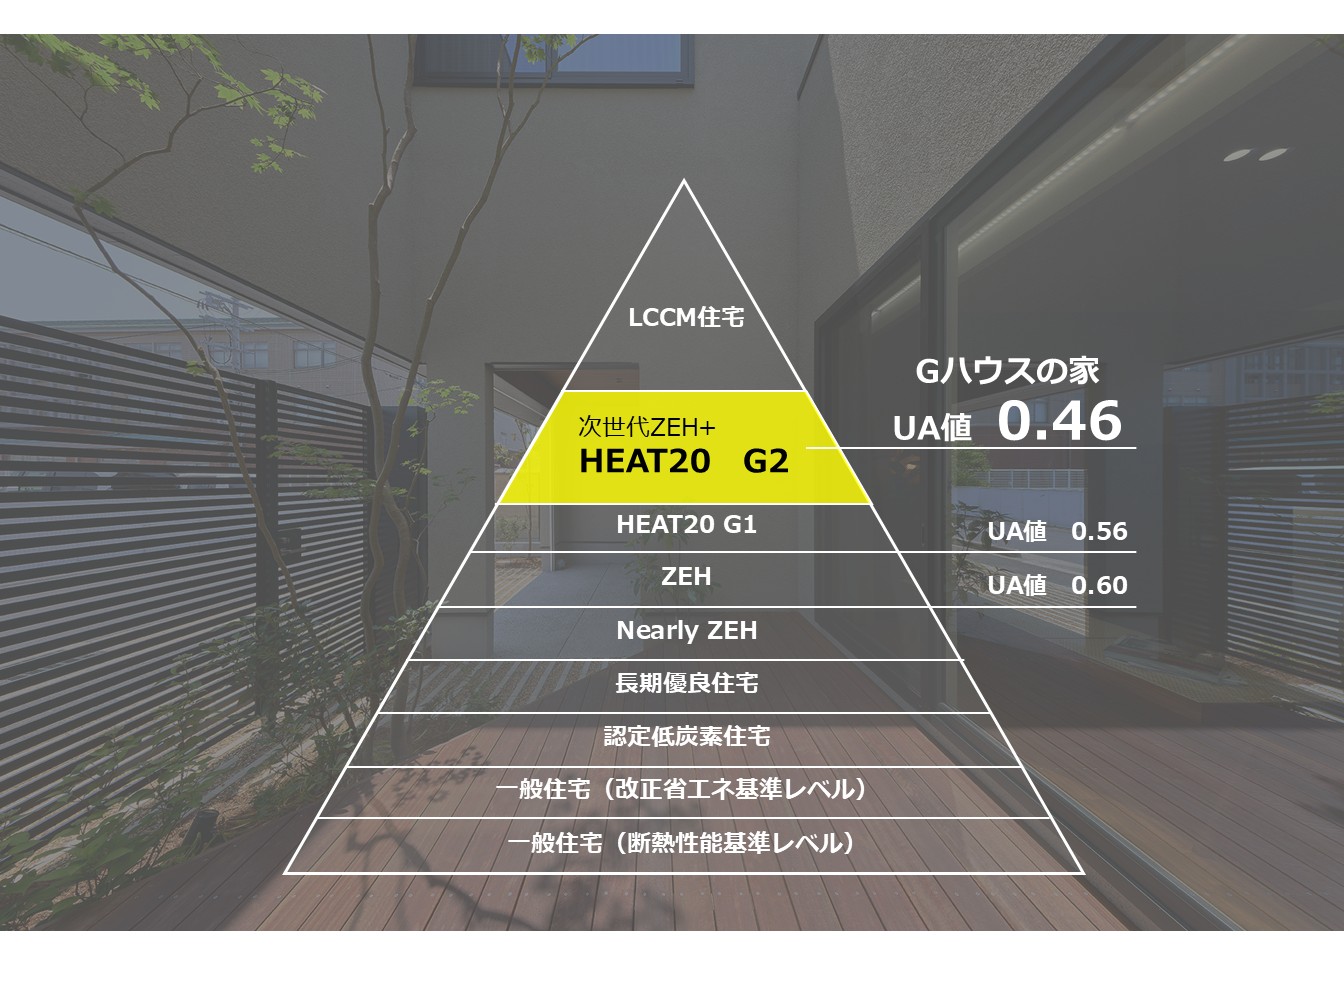 LCCM住宅
Gハウスの家
UA値 0.46
次世代ZEH+
HEAT20 G2
HEAT20 G1
UA値 0.56
ZEH
UA値 0.60
Nearly ZEH
長期優良住宅
認定低炭素住宅
一般住宅（改正省エネ基準レベル）
一般住宅（断熱性能基準レベル）